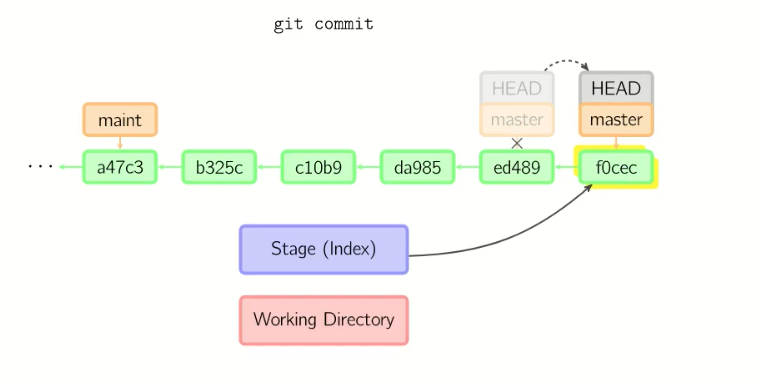 git commit
HEAD HEAD
maint master master
... a47c3 b325c c10b9 da985 ed489 f0cec
Stage (Index)
Working Directory